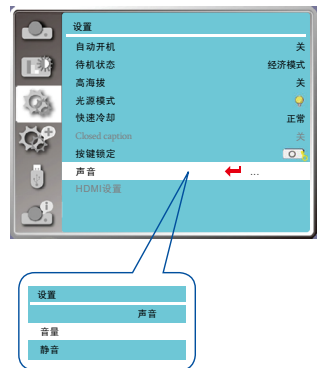 设置
自动开机 关
待机状态 经济模式
高海拔 关
光源模式
快速冷却 正常
Closed caption 关
按键锁定
声音 ...
HDMI设置
设置
声音
音量
静音